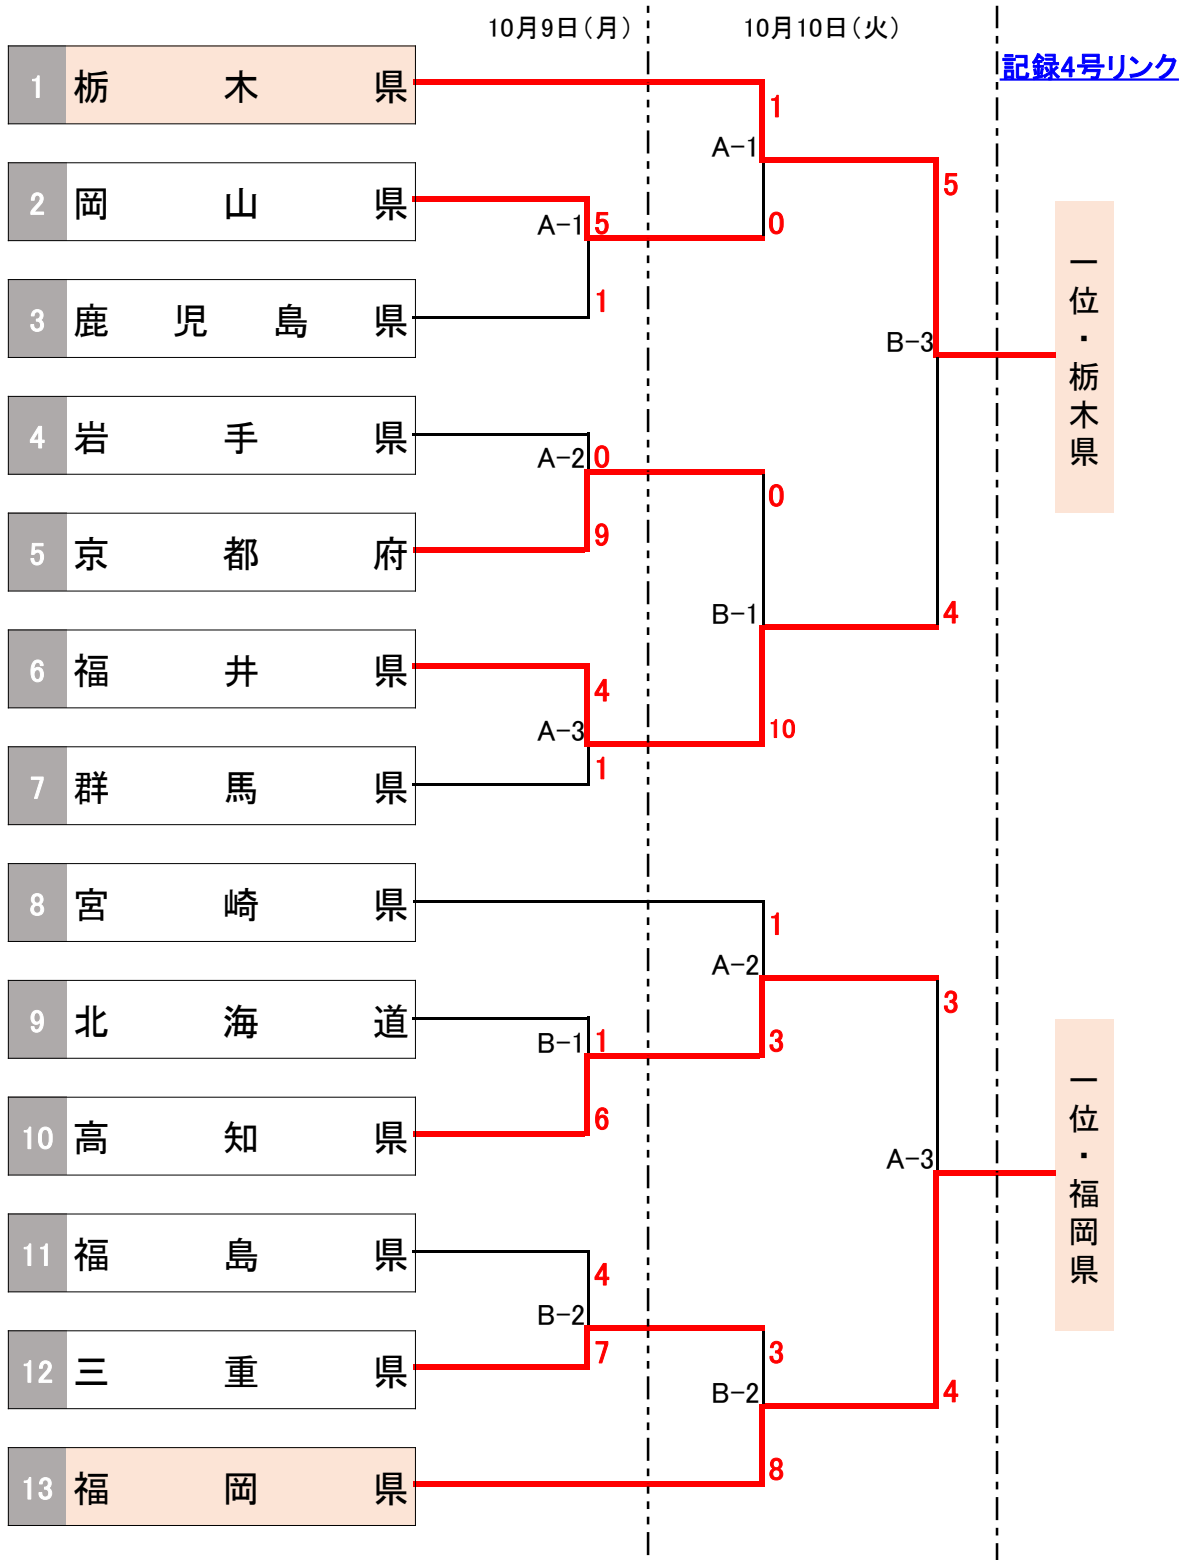 10月9日(月)
10月10日(火)
記録4号リンク
1 栃木県
2 岡山県
3 鹿児島県
4 岩手県
5 京都府
6 福井県
7 群馬県
8 宮崎県
9 北海道
10 高知県
11 福島県
12 三重県
13 福岡県
A-1
5
1
A-2
0
9
A-3
4
1
B-1
1
6
B-2
4
7
A-1
1
0
B-1
0
10
A-2
1
3
B-2
3
8
B-3
5
4
A-3
3
4
一位・栃木県
一位・福岡県